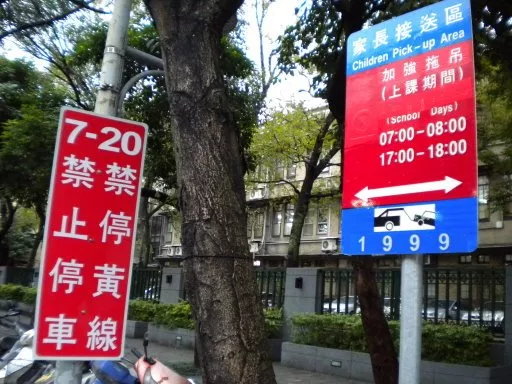 7-20
禁停黃線
禁止停車
家長接送區
Children Pick-up Area
加強拖吊
(上課期間)
(School Days)
07:00-08:00
17:00-18:00
1999